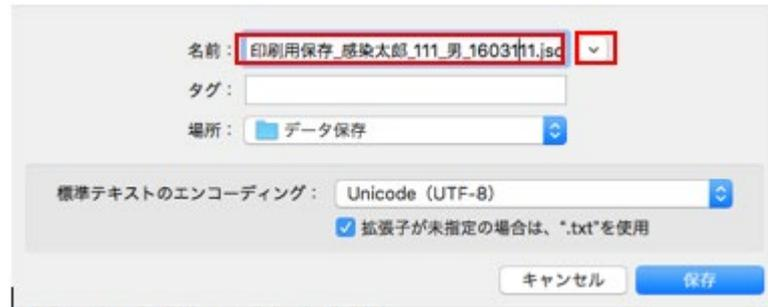 名前：印刷用保存_感染太郎_111_男_1603111.jso
タグ：
場所：データ保存
標準テキストのエンコーディング：Unicode（UTF-8）
拡張子が未指定の場合は、".txt"を使用
キャンセル 保存